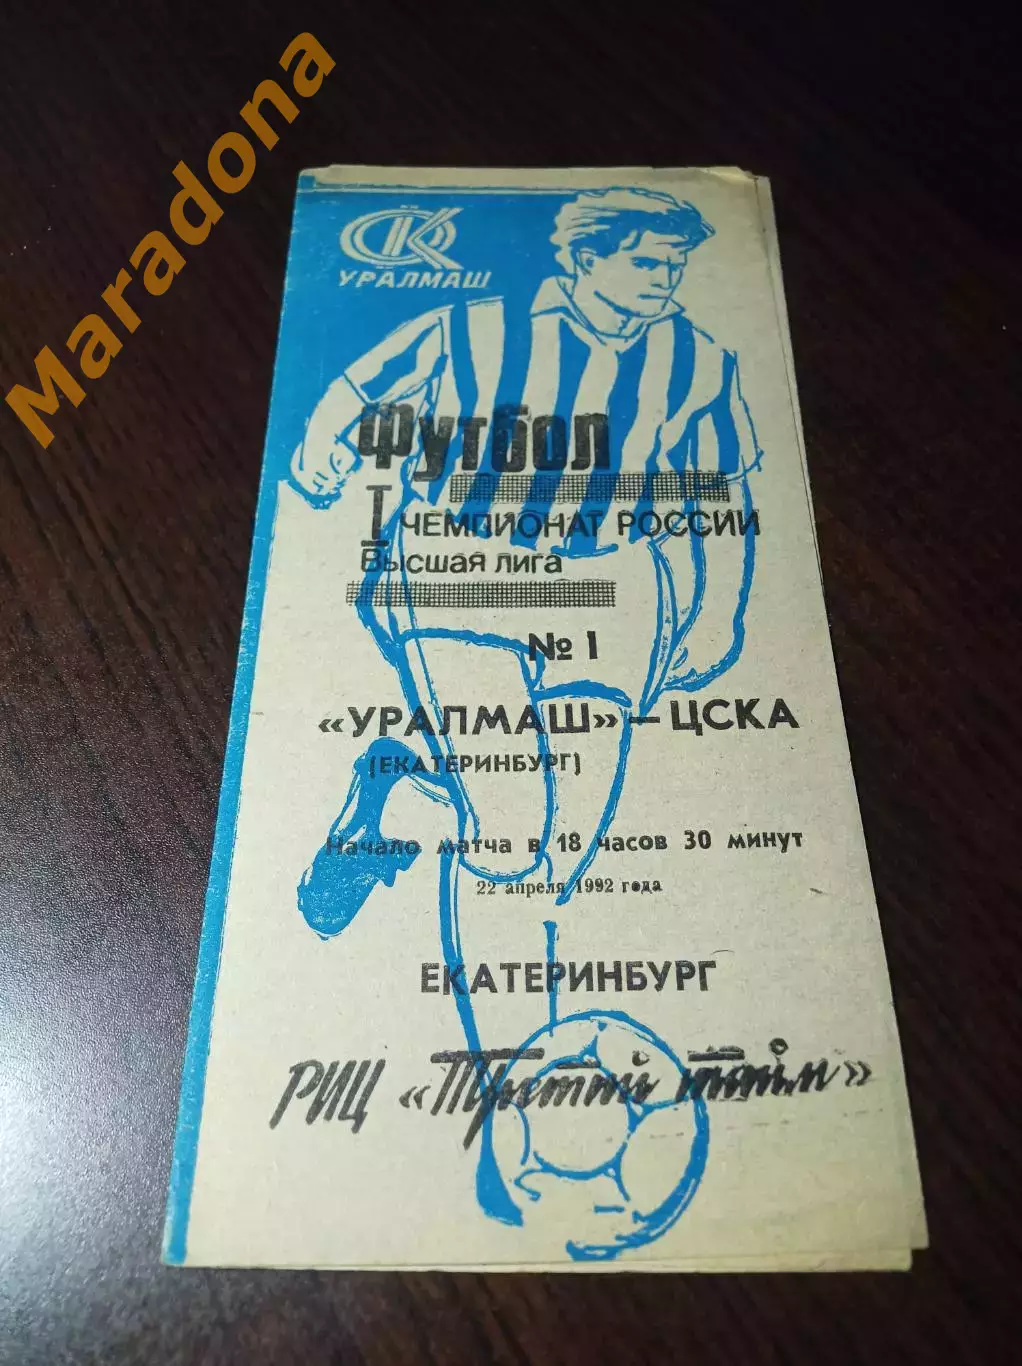 Maradona
СК
УРАЛМАШ
Футбол
I ЧЕМПИОНАТ РОССИИ
Высшая лига
№ 1
«УРАЛМАШ» – ЦСКА
(ЕКАТЕРИНБУРГ)
Начало матча в 18 часов 30 минут
22 апреля 1992 года
ЕКАТЕРИНБУРГ
РИЦ «Третий тайм»